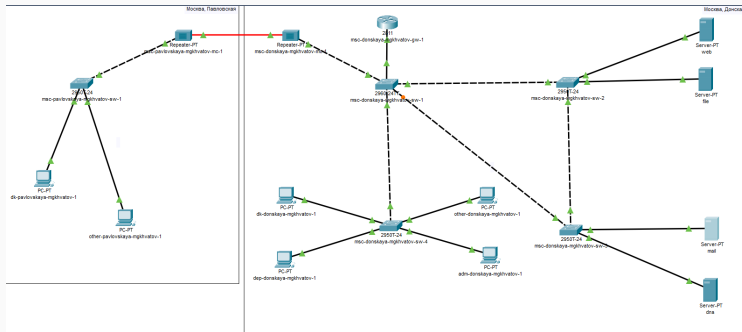 Москва, Павловская
Москва, Донская
Repeater-PT
msc-pavlovskaya-mgkhvatov-mc-1
Repeater-PT
msc-donskaya-mgkhvatov-mc-1
2811
msc-donskaya-mgkhvatov-gw-1
Server-PT
web
2950T-24
msc-pavlovskaya-mgkhvatov-sw-1
msc-donskaya-mgkhvatov-sw-1
2950T-24
msc-donskaya-mgkhvatov-sw-2
Server-PT
file
PC-PT
dk-pavlovskaya-mgkhvatov-1
PC-PT
other-pavlovskaya-mgkhvatov-1
PC-PT
dk-donskaya-mgkhvatov-1
PC-PT
other-donskaya-mgkhvatov-1
2950T-24
msc-donskaya-mgkhvatov-sw-4
2950T-24
msc-donskaya-mgkhvatov-sw-3
Server-PT
mail
PC-PT
dep-donskaya-mgkhvatov-1
PC-PT
adm-donskaya-mgkhvatov-1
Server-PT
dns